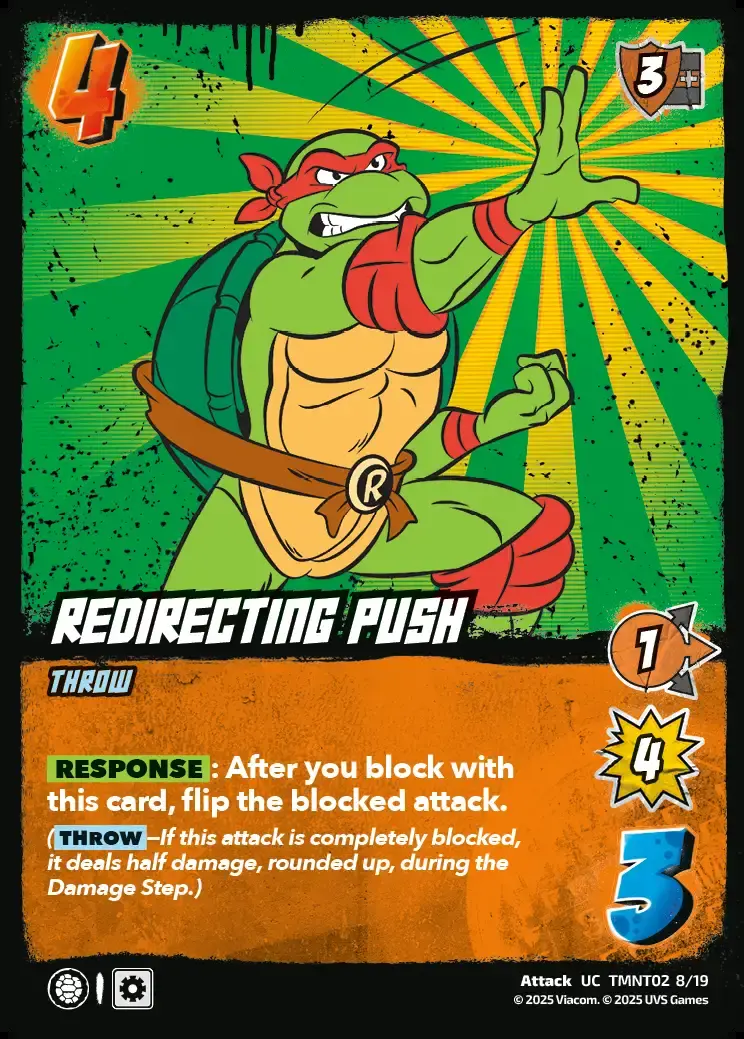 4
3
R
REDIRECTING PUSH
THROW
1
RESPONSE: After you block with
this card, flip the blocked attack.
4
(THROW—If this attack is completely blocked,
it deals half damage, rounded up, during the
Damage Step.)
3
Attack UC TMNT02 8/19
© 2025 Viacom. © 2025 UVS Games